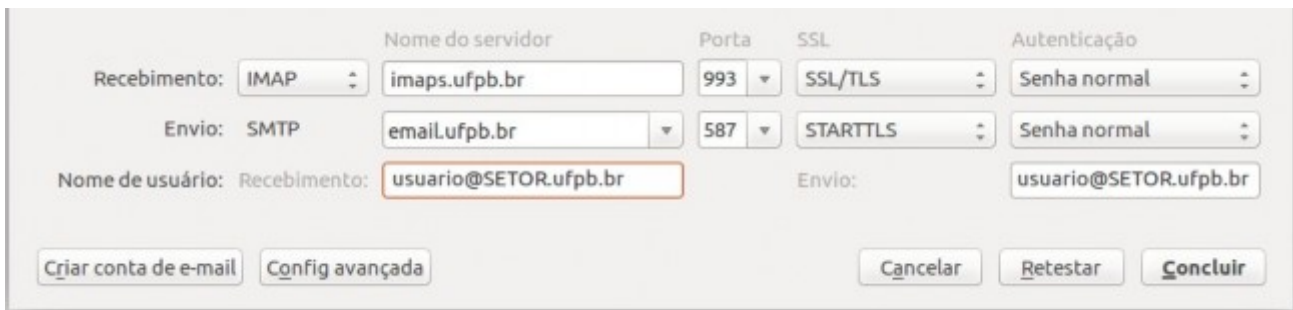 Nome do servidor Porta SSL Autenticação
Recebimento: IMAP imaps.ufpb.br 993 SSL/TLS Senha normal
Envio: SMTP email.ufpb.br 587 STARTTLS Senha normal
Nome de usuário: Recebimento: usuario@SETOR.ufpb.br Envio: usuario@SETOR.ufpb.br
Criar conta de e-mail Config avançada Cancelar Retestar Concluir